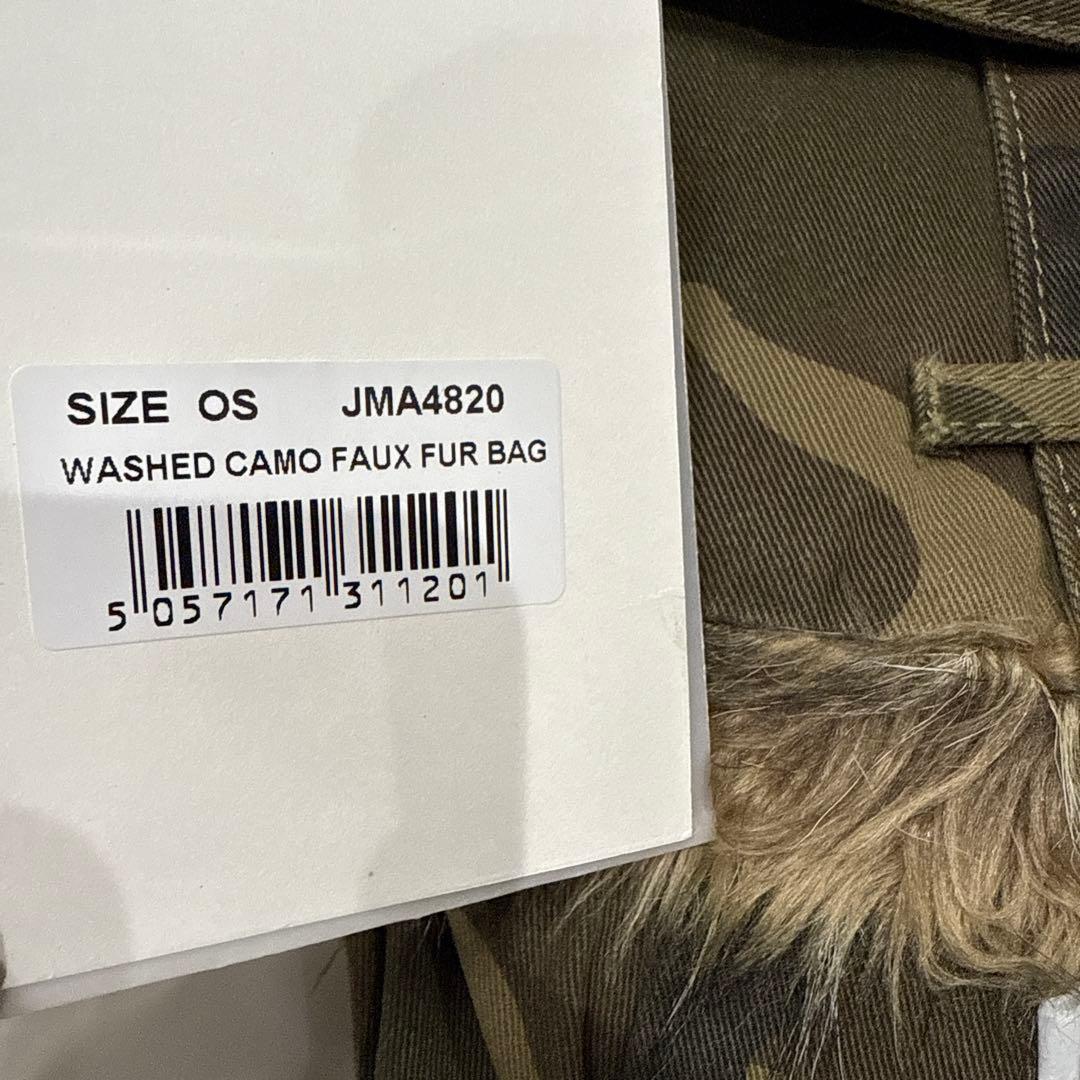 SIZE OS JMA4820
WASHED CAMO FAUX FUR BAG
5 057171 311201